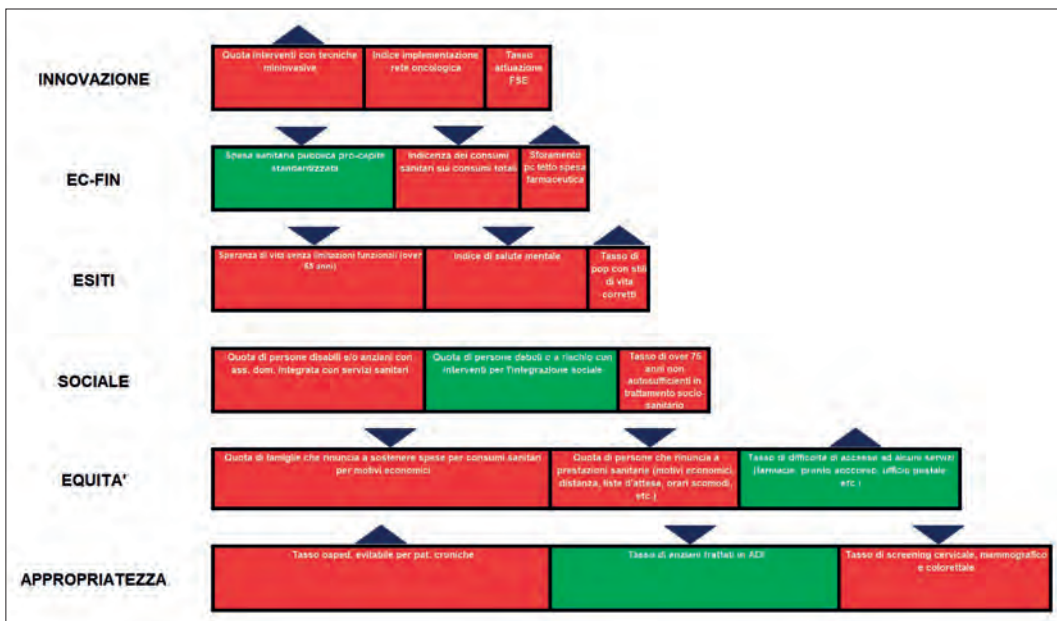 INNOVAZIONE
Quota interventi con tecniche
mininvasive
Indice implementazione
rete oncologica
Tasso
attuazione
FSE
EC-FIN
Spesa sanitaria pubblica pro-capite
standardizzata
Indicenza dei consumi
sanitari sui consumi totali
Sforamento
pc tetto spesa
farmaceutica
ESITI
Speranza di vita senza limitazioni funzionali (over
65 anni)
Indice di salute mentale
Tasso di
pop con stili
di vita
corretti
SOCIALE
Quota di persone disabili e/o anziani con
ass. dom. integrata con servizi sanitari
Quota di persone deboli o a rischio con
interventi per l'integrazione sociale
Tasso di over 75
anni non
autosufficienti in
trattamento socio-
sanitario
EQUITA'
Quota di famiglie che rinuncia a sostenere spese per consumi sanitari
per motivi economici
Quota di persone che rinuncia a
prestazioni sanitarie (motivi economici,
distanza, liste d'attesa, orari scomodi,
etc.)
Tasso di difficoltà di accesso ad alcuni servizi
(farmacie, pronto soccorso, ufficio postale
etc.)
APPROPRIATEZZA
Tasso osped. evitabile per pat. croniche
Tasso di anziani trattati in ADI
Tasso di screening cervicale, mammografico
e colorettale